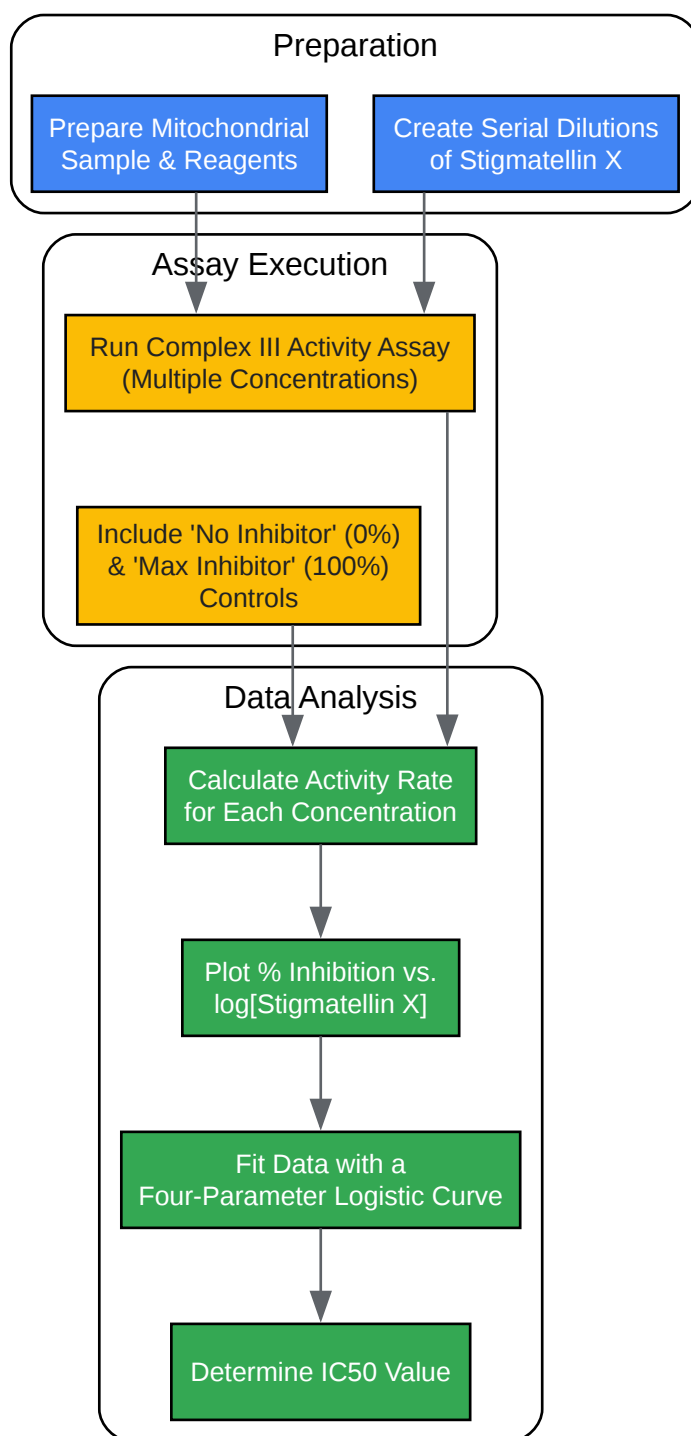 Preparation
Prepare Mitochondrial
Sample & Reagents
Create Serial Dilutions
of Stigmatellin X
Assay Execution
Run Complex III Activity Assay
(Multiple Concentrations)
Include 'No Inhibitor' (0%)
& 'Max Inhibitor' (100%)
Controls
Data Analysis
Calculate Activity Rate
for Each Concentration
Plot % Inhibition vs.
log[Stigmatellin X]
Fit Data with a
Four-Parameter Logistic Curve
Determine IC50 Value